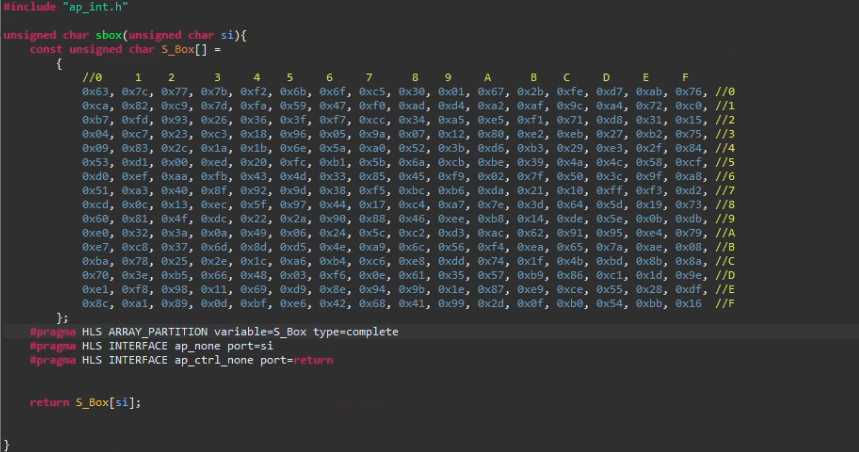 #include "ap_int.h"
unsigned char sbox(unsigned char si){
const unsigned char S_Box[] =
{
//0 1 2 3 4 5 6 7 8 9 A B C D E F
0x63, 0x7c, 0x77, 0x7b, 0xf2, 0x6b, 0x6f, 0xc5, 0x30, 0x01, 0x67, 0x2b, 0xfe, 0xd7, 0xab, 0x76, //0
0xca, 0x82, 0xc9, 0x7d, 0xfa, 0x59, 0x47, 0xf0, 0xad, 0xd4, 0xa2, 0xaf, 0x9c, 0xa4, 0x72, 0xc0, //1
0xb7, 0xfd, 0x93, 0x26, 0x36, 0x3f, 0xf7, 0xcc, 0x34, 0xa5, 0xe5, 0xf1, 0x71, 0xd8, 0x31, 0x15, //2
0x04, 0xc7, 0x23, 0xc3, 0x18, 0x96, 0x05, 0x9a, 0x07, 0x12, 0x80, 0xe2, 0xeb, 0x27, 0xb2, 0x75, //3
0x09, 0x83, 0x2c, 0x1a, 0x1b, 0x6e, 0x5a, 0xa0, 0x52, 0x3b, 0xd6, 0xb3, 0x29, 0xe3, 0x2f, 0x84, //4
0x53, 0xd1, 0x00, 0xed, 0x20, 0xfc, 0xb1, 0x5b, 0x6a, 0xcb, 0xbe, 0x39, 0x4a, 0x4c, 0x58, 0xcf, //5
0xd0, 0xef, 0xaa, 0xfb, 0x43, 0x4d, 0x33, 0x85, 0x45, 0xf9, 0x02, 0x7f, 0x50, 0x3c, 0x9f, 0xa8, //6
0x51, 0xa3, 0x40, 0x8f, 0x92, 0x9d, 0x38, 0xf5, 0xbc, 0xb6, 0xda, 0x21, 0x10, 0xff, 0xf3, 0xd2, //7
0xcd, 0x0c, 0x13, 0xec, 0x5f, 0x97, 0x44, 0x17, 0xc4, 0xa7, 0x7e, 0x3d, 0x64, 0x5d, 0x19, 0x73, //8
0x60, 0x81, 0x4f, 0xdc, 0x22, 0x2a, 0x90, 0x88, 0x46, 0xee, 0xb8, 0x14, 0xde, 0x5e, 0x0b, 0xdb, //9
0xe0, 0x32, 0x3a, 0x0a, 0x49, 0x06, 0x24, 0x5c, 0xc2, 0xd3, 0xac, 0x62, 0x91, 0x95, 0xe4, 0x79, //A
0xe7, 0xc8, 0x37, 0x6d, 0x8d, 0xd5, 0x4e, 0xa9, 0x6c, 0x56, 0xf4, 0xea, 0x65, 0x7a, 0xae, 0x08, //B
0xba, 0x78, 0x25, 0x2e, 0x1c, 0xa6, 0xb4, 0xc6, 0xe8, 0xdd, 0x74, 0x1f, 0x4b, 0xbd, 0x8b, 0x8a, //C
0x70, 0x3e, 0xb5, 0x66, 0x48, 0x03, 0xf6, 0x0e, 0x61, 0x35, 0x57, 0xb9, 0x86, 0xc1, 0x1d, 0x9e, //D
0xe1, 0xf8, 0x98, 0x11, 0x69, 0xd9, 0x8e, 0x94, 0x9b, 0x1e, 0x87, 0xe9, 0xce, 0x55, 0x28, 0xdf, //E
0x8c, 0xa1, 0x89, 0x0d, 0xbf, 0xe6, 0x42, 0x68, 0x41, 0x99, 0x2d, 0x0f, 0xb0, 0x54, 0xbb, 0x16 //F
};
#pragma HLS ARRAY_PARTITION variable=S_Box type=complete
#pragma HLS INTERFACE ap_none port=si
#pragma HLS INTERFACE ap_ctrl_none port=return
return S_Box[si];
}